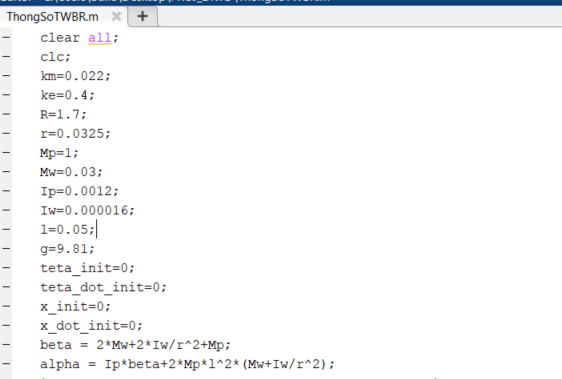 ThongSoTWBR.m
clear all;
clc;
km=0.022;
ke=0.4;
R=1.7;
r=0.0325;
Mp=1;
Mw=0.03;
Ip=0.0012;
Iw=0.000016;
l=0.05;
g=9.81;
teta_init=0;
teta_dot_init=0;
x_init=0;
x_dot_init=0;
beta = 2*Mw+2*Iw/r^2+Mp;
alpha = Ip*beta+2*Mp*l^2*(Mw+Iw/r^2);